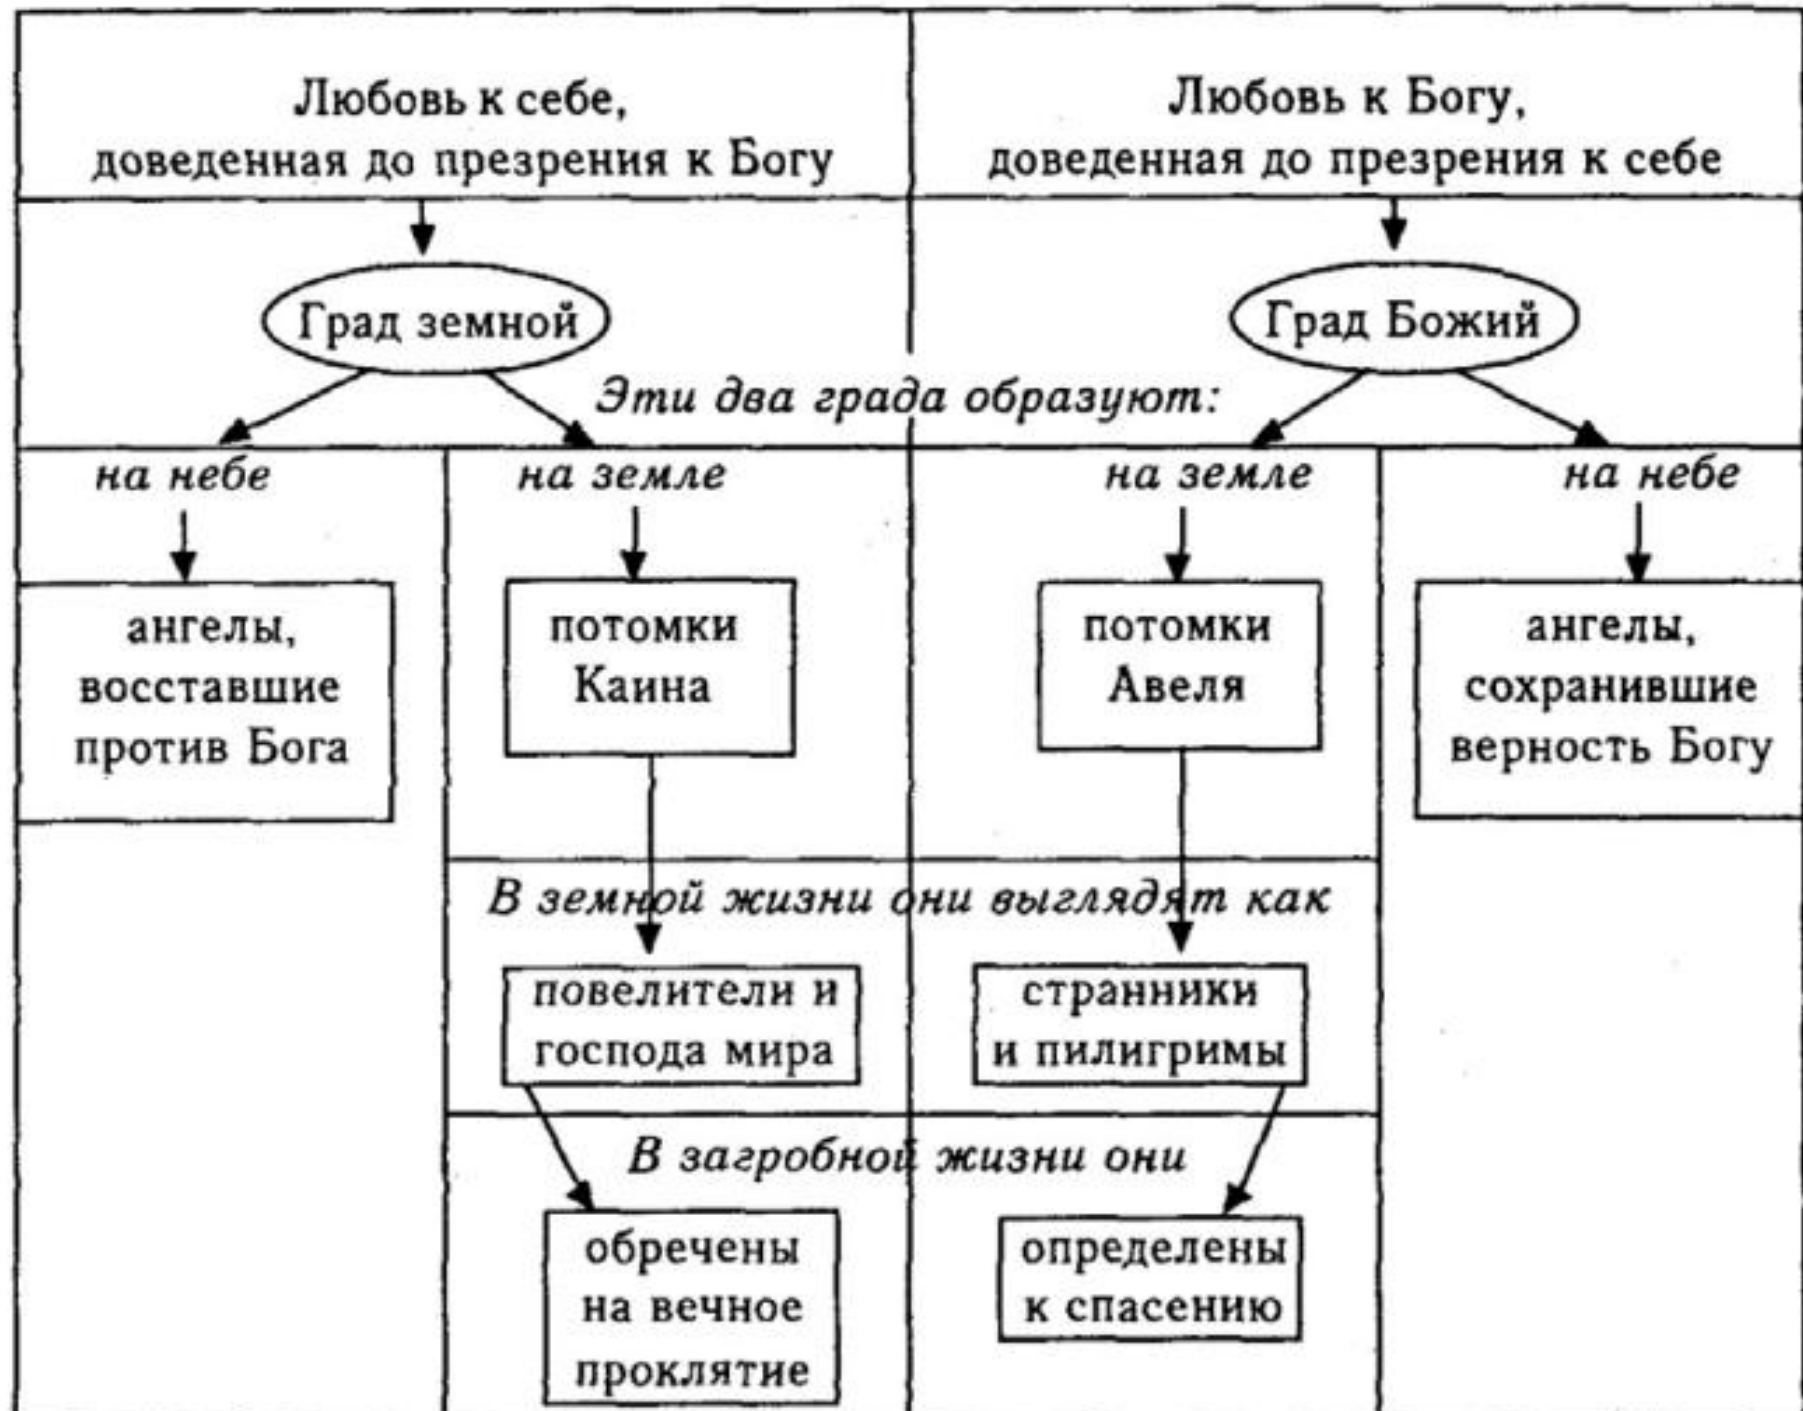 Любовь к себе,
доведенная до презрения к Богу
Любовь к Богу,
доведенная до презрения к себе
Град земной
Град Божий
Эти два града образуют:
на небе
на земле
на земле
на небе
ангелы,
восставшие
против Бога
потомки
Каина
потомки
Авеля
ангелы,
сохранившие
верность Богу
В земной жизни они выглядят как
повелители и
господа мира
странники
и пилигримы
В загробной жизни они
обречены
на вечное
проклятие
определены
к спасению